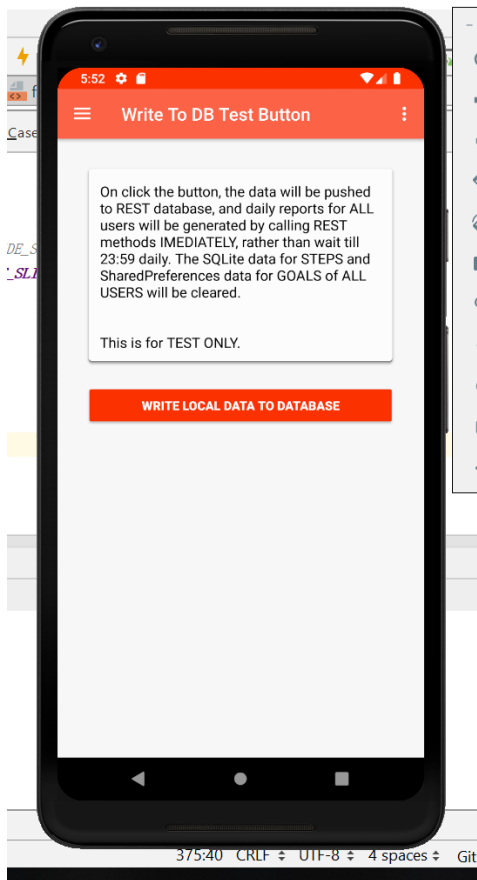 5:52
Write To DB Test Button
Case
On click the button, the data will be pushed
to REST database, and daily reports for ALL
users will be generated by calling REST
methods IMEDIATELY, rather than wait till
23:59 daily. The SQLite data for STEPS and
SharedPreferences data for GOALS of ALL
USERS will be cleared.
This is for TEST ONLY.
DE_S
_SLI
WRITE LOCAL DATA TO DATABASE
375:40 CRLF UTF-8 4 spaces Git